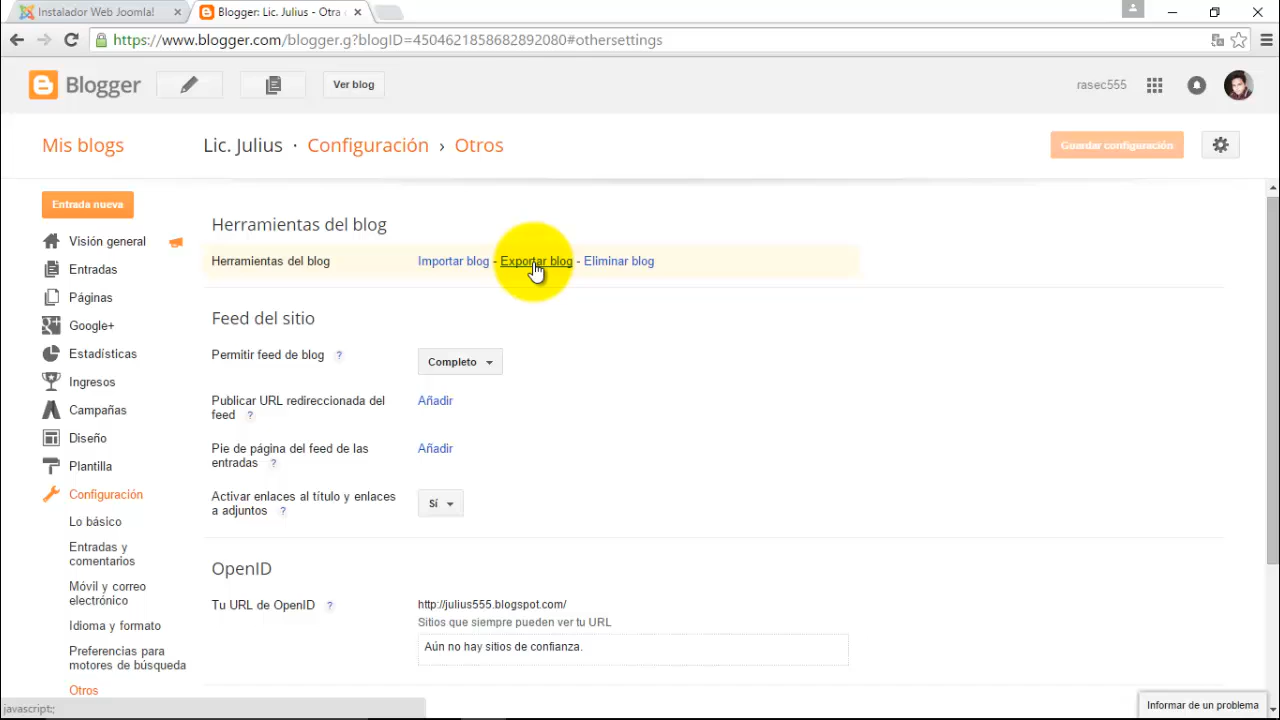 Instalador Web Joomla!
Blogger: Lic. Julius - Otra
https://www.blogger.com/blogger.g?blogID=4504621858682892080#othersettings
Blogger
Ver blog
rasec555
Mis blogs
Lic. Julius · Configuración › Otros
Guardar configuración
Entrada nueva
Visión general
Entradas
Páginas
Google+
Estadísticas
Ingresos
Campañas
Diseño
Plantilla
Configuración
Lo básico
Entradas y
comentarios
Móvil y correo
electrónico
Idioma y formato
Preferencias para
motores de búsqueda
Otros
Herramientas del blog
Herramientas del blog
Importar blog - Exportar blog - Eliminar blog
Feed del sitio
Permitir feed de blog ?
Completo
Publicar URL redireccionada del
feed ?
Añadir
Pie de página del feed de las
entradas ?
Añadir
Activar enlaces al título y enlaces
a adjuntos ?
Sí
OpenID
Tu URL de OpenID ?
http://julius555.blogspot.com/
Sitios que siempre pueden ver tu URL
Aún no hay sitios de confianza.
javascript:;
Informar de un problema